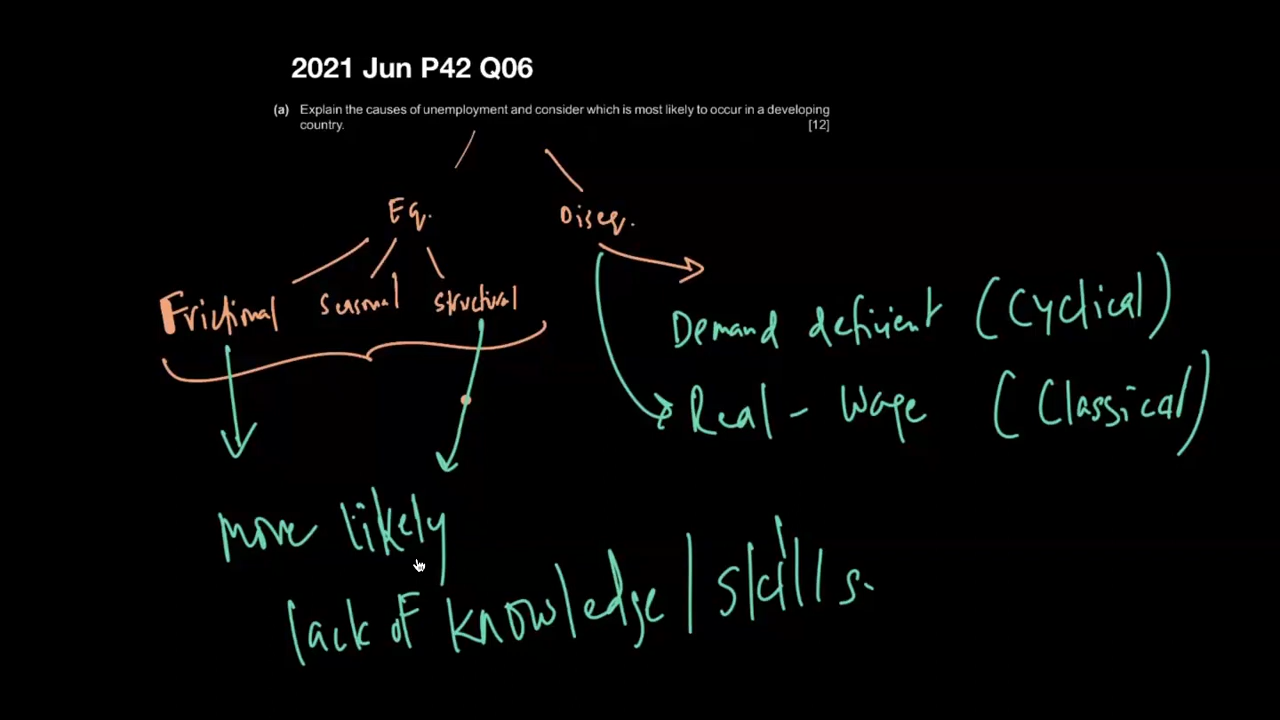 2021 Jun P42 Q06
(a) Explain the causes of unemployment and consider which is most likely to occur in a developing
country. [12]
Eq. Diseq.
Frictional seasonal structural
Demand deficient (Cyclical)
Real - Wage (Classical)
more likely
lack of knowledge / skills.